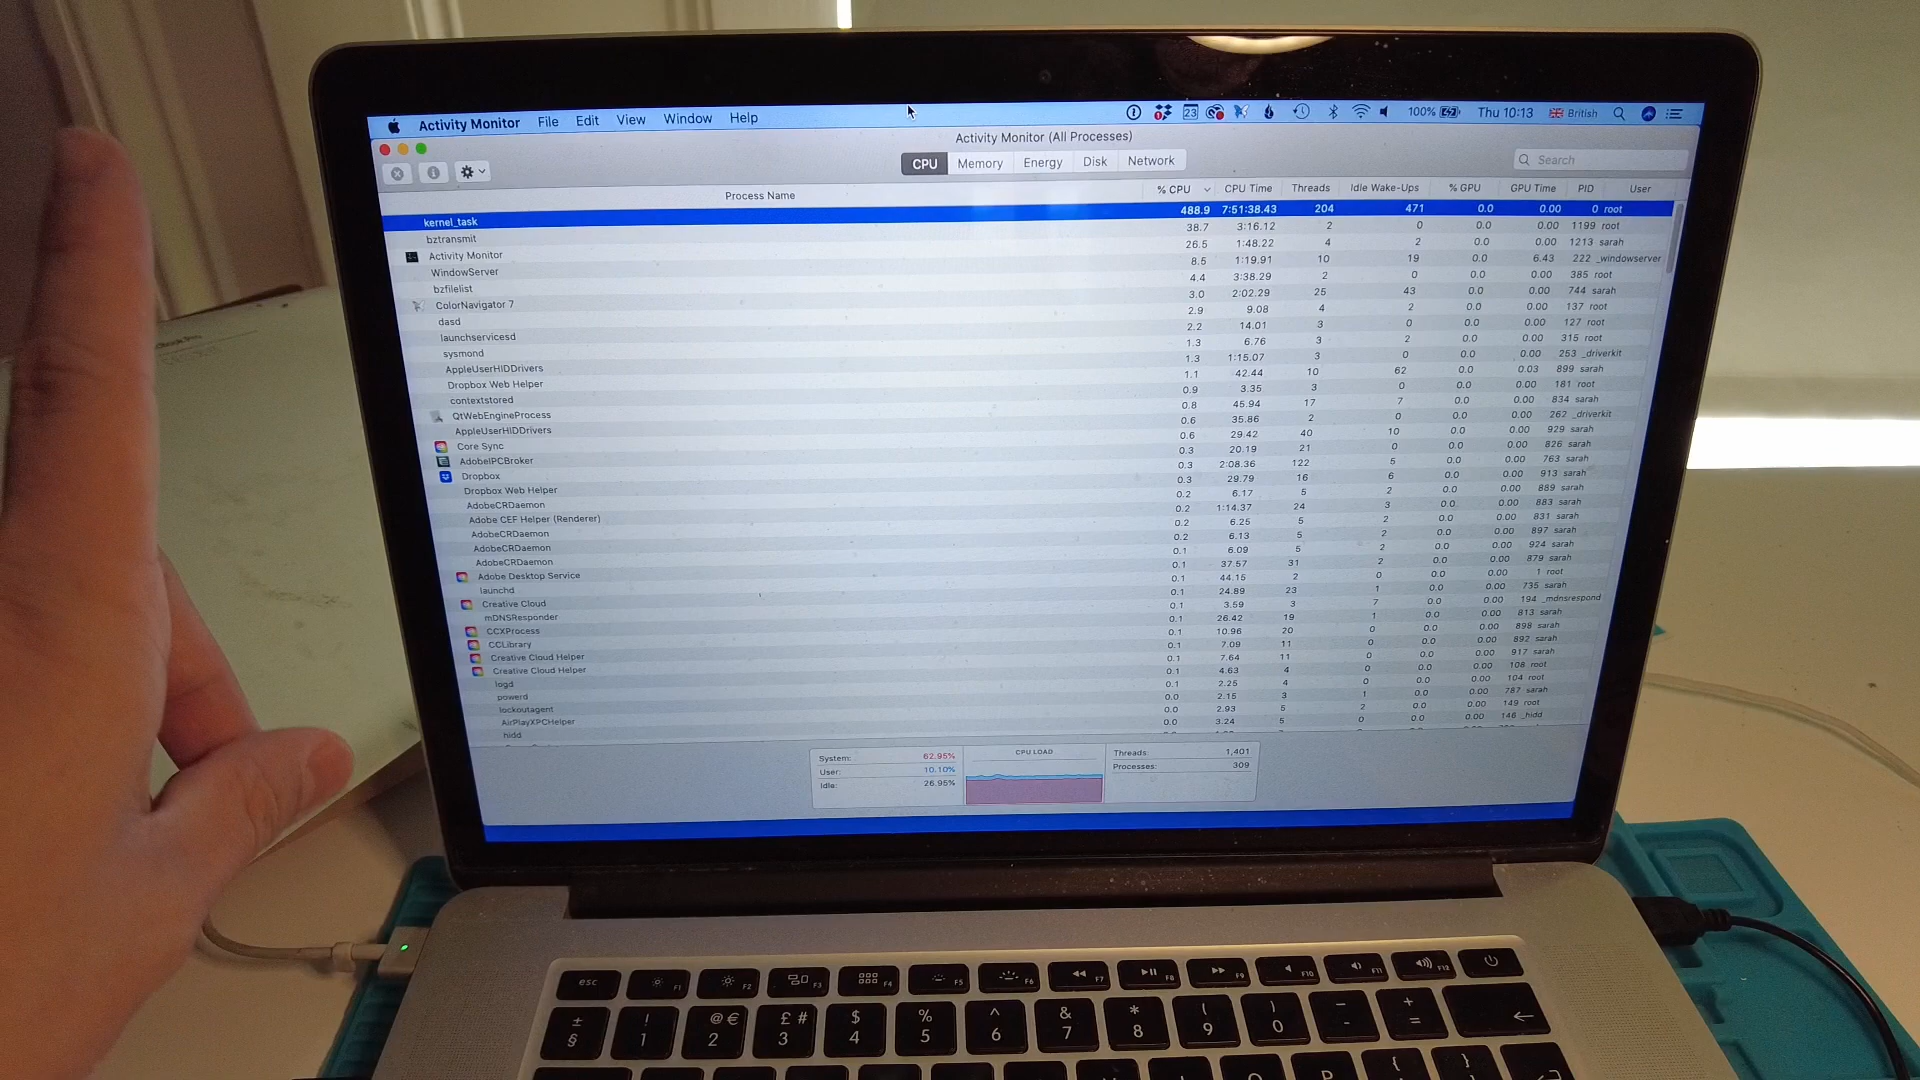 Activity Monitor File Edit View Window Help 23 100% Thu 10:13 British
Activity Monitor (All Processes)
CPU Memory Energy Disk Network Search
Process Name % CPU CPU Time Threads Idle Wake-Ups % GPU GPU Time PID User
kernel_task 488.9 7:51:38.43 204 471 0.0 0.00 0 root
bztransmit 38.7 3:16.12 2 0 0.0 0.00 1199 root
Activity Monitor 26.5 1:48.22 4 2 0.0 0.00 1213 sarah
WindowServer 8.5 1:19.91 10 19 0.0 6.43 222 _windowserver
bzfilelist 4.4 3:38.29 2 0 0.0 0.00 385 root
ColorNavigator 7 3.0 2:02.29 25 43 0.0 0.00 744 sarah
dasd 2.9 9.08 4 2 0.0 0.00 137 root
launchservicesd 2.2 14.01 3 0 0.0 0.00 127 root
sysmond 1.3 6.76 3 2 0.0 0.00 315 root
AppleUserHIDDrivers 1.3 1:15.07 3 0 0.0 0.00 253 _driverkit
Dropbox Web Helper 1.1 42.44 10 62 0.0 0.03 899 sarah
contextstored 0.9 3.35 3 0 0.0 0.00 181 root
QtWebEngineProcess 0.8 45.94 17 7 0.0 0.00 834 sarah
AppleUserHIDDrivers 0.6 35.86 2 0 0.0 0.00 262 _driverkit
Core Sync 0.6 29.42 40 10 0.0 0.00 929 sarah
AdobeIPCBroker 0.3 20.19 21 0 0.0 0.00 826 sarah
Dropbox 0.3 2:08.36 122 5 0.0 0.00 763 sarah
Dropbox Web Helper 0.3 29.79 16 6 0.0 0.00 913 sarah
AdobeCRDaemon 0.2 6.17 5 2 0.0 0.00 889 sarah
Adobe CEF Helper (Renderer) 0.2 1:14.37 24 3 0.0 0.00 883 sarah
AdobeCRDaemon 0.2 6.25 5 2 0.0 0.00 831 sarah
AdobeCRDaemon 0.2 6.13 5 2 0.0 0.00 897 sarah
AdobeCRDaemon 0.1 6.09 5 2 0.0 0.00 924 sarah
Adobe Desktop Service 0.1 37.57 31 2 0.0 0.00 879 sarah
launchd 0.1 44.15 2 0 0.0 0.00 1 root
Creative Cloud 0.1 24.89 23 1 0.0 0.00 735 sarah
mDNSResponder 0.1 3.59 3 7 0.0 0.00 194 _mdnsrespond
CCXProcess 0.1 26.42 19 1 0.0 0.00 813 sarah
CCLibrary 0.1 10.96 20 0 0.0 0.00 898 sarah
Creative Cloud Helper 0.1 7.09 11 0 0.0 0.00 892 sarah
Creative Cloud Helper 0.1 7.64 11 0 0.0 0.00 917 sarah
logd 0.1 4.63 4 0 0.0 0.00 108 root
powerd 0.1 2.25 4 0 0.0 0.00 104 root
lockoutagent 0.0 2.15 3 1 0.0 0.00 787 sarah
AirPlayXPCHelper 0.0 2.93 5 2 0.0 0.00 149 root
hidd 0.0 3.24 5 0 0.0 0.00 146 _hidd
System: 62.95% CPU LOAD Threads: 1,401
User: 10.10% Processes: 309
Idle: 26.95%
esc F1 F2 F3 F4 F5 F6 F7 F8 F9 F10 F11 F12
± ! @ € £ # $ % ^ & * ( ) _ +
§ 1 2 3 4 5 6 7 8 9 0 - =
O P { }